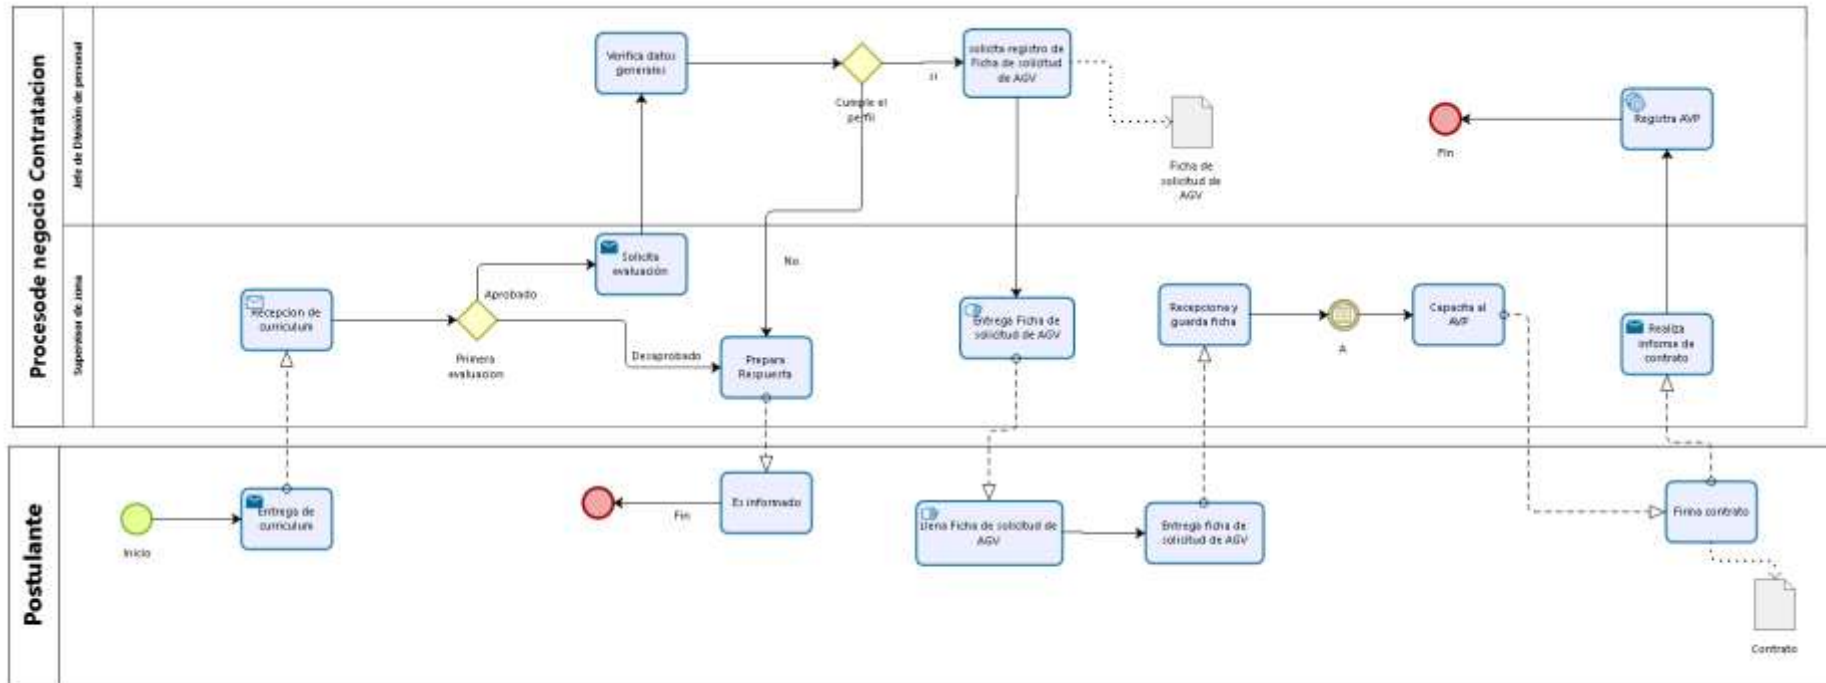 Procesode negocio Contratacion
Jefe de División de personal
Verifica datos
generales
Cumple el
perfil
si
solicita registro de
Ficha de solicitud
de AGV
Ficha de
solicitud de
AGV
Fin
Registra AVP
Supervisor de zona
Recepcion de
curriculum
Primera
evaluacion
Aprobado
Desaprobado
Solicita
evaluación
No
Prepara
Respuerta
Entrega Ficha de
solicitud de AGV
Recepciona y
guarda ficha
A
Capacita al
AVP
Realiza
informe de
contrato
Postulante
Inicio
Entrega de
curriculum
Fin
Es informado
Llena Ficha de solicitud de
AGV
Entrega ficha de
solicitud de AGV
Firma contrato
Contrato